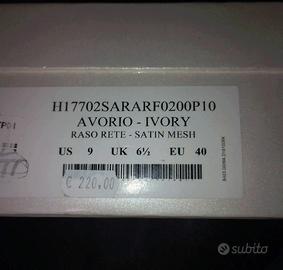 H17702SARARF0200P10
AVORIO - IVORY
RASO RETE - SATIN MESH
US 9 UK 6½ EU 40
€ 220,00
subito